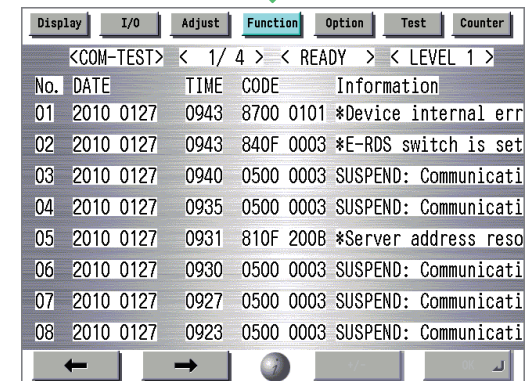 Display I/O Adjust Function Option Test Counter
<COM-TEST> < 1/ 4 > < READY > < LEVEL 1 >
No. DATE TIME CODE Information
01 2010 0127 0943 8700 0101 *Device internal err
02 2010 0127 0943 840F 0003 *E-RDS switch is set
03 2010 0127 0940 0500 0003 SUSPEND: Communicati
04 2010 0127 0935 0500 0003 SUSPEND: Communicati
05 2010 0127 0931 810F 200B *Server address reso
06 2010 0127 0930 0500 0003 SUSPEND: Communicati
07 2010 0127 0927 0500 0003 SUSPEND: Communicati
08 2010 0127 0923 0500 0003 SUSPEND: Communicati
+/- OK